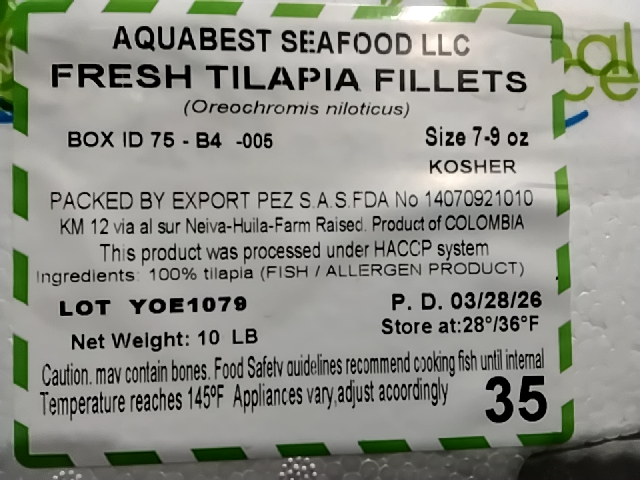 AQUABEST SEAFOOD LLC
FRESH TILAPIA FILLETS
(Oreochromis niloticus)
BOX ID 75 - B4 -005
Size 7-9 oz
KOSHER
PACKED BY EXPORT PEZ S.A.S.FDA No 14070921010
KM 12 via al sur Neiva-Huila-Farm Raised. Product of COLOMBIA
This product was processed under HACCP system
Ingredients: 100% tilapia (FISH / ALLERGEN PRODUCT)
LOT YOE1079
P. D. 03/28/26
Net Weight: 10 LB
Store at:28°/36°F
Caution. may contain bones. Food Safety guidelines recommend cooking fish until internal
Temperature reaches 145°F Appliances vary,adjust acoordingly
35